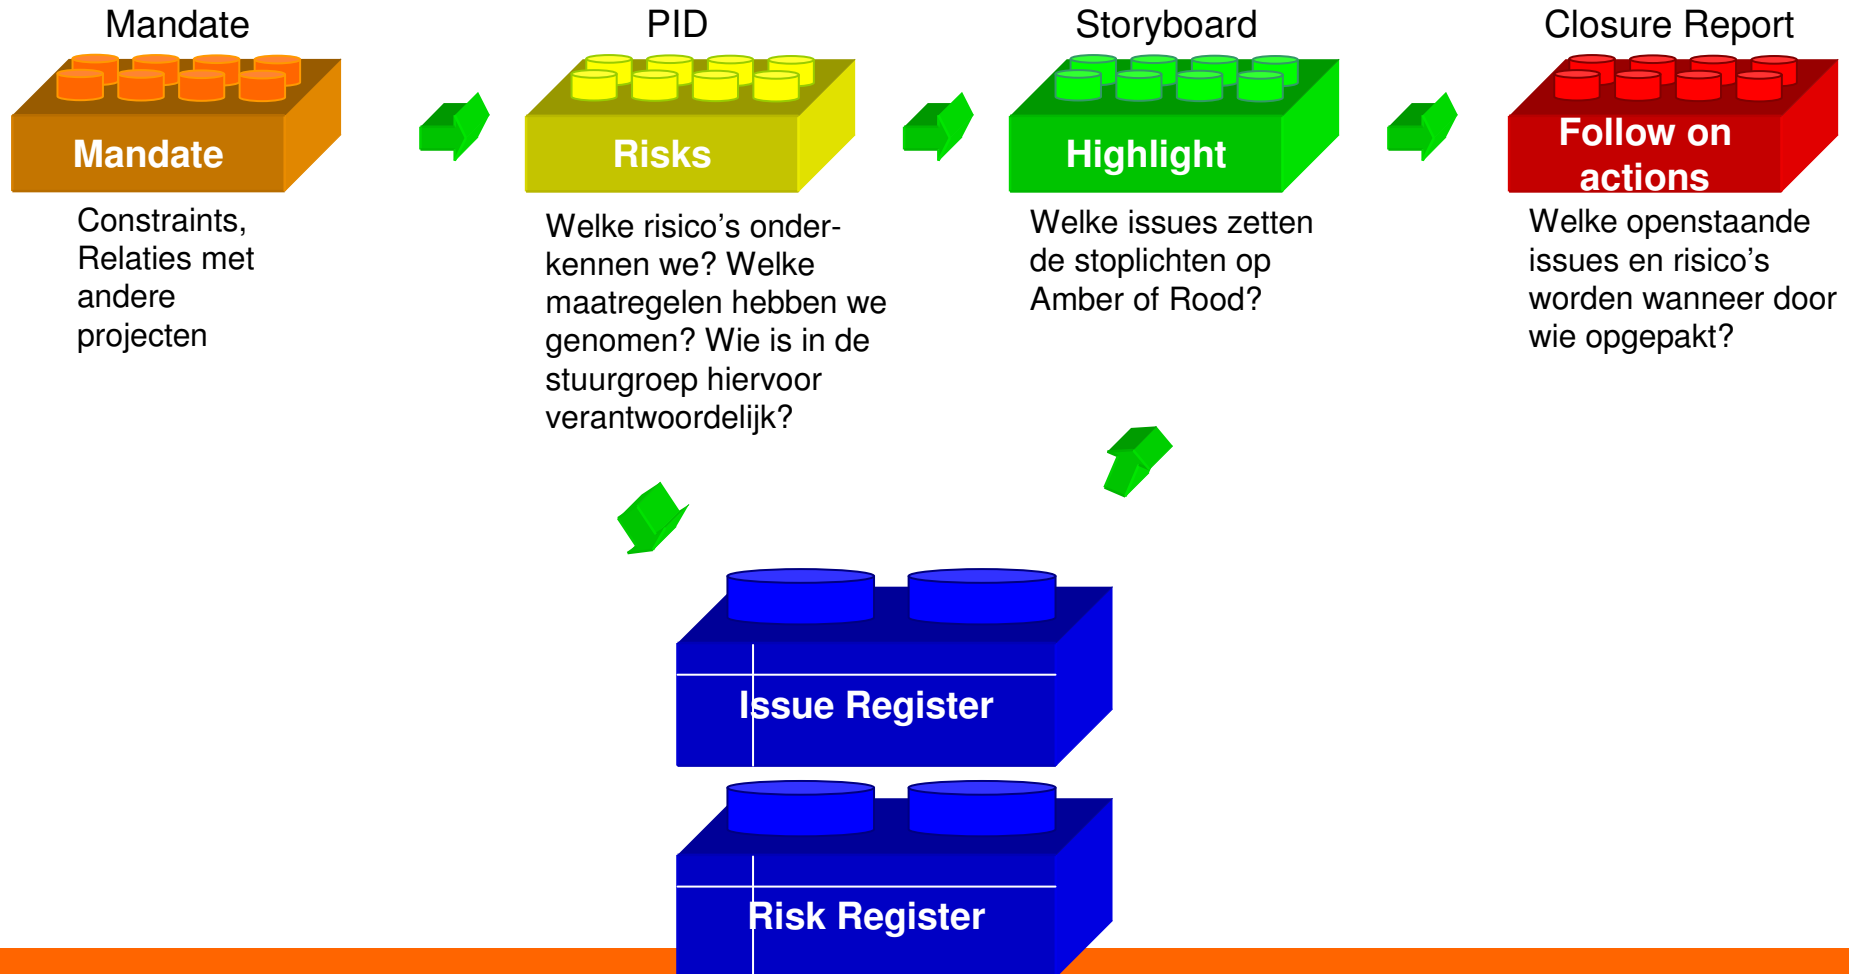 Mandate
Mandate
Constraints,
Relaties met
andere
projecten
PID
Risks
Welke risico's onder-
kennen we? Welke
maatregelen hebben we
genomen? Wie is in de
stuurgroep hiervoor
verantwoordelijk?
Storyboard
Highlight
Welke issues zetten
de stoplichten op
Amber of Rood?
Closure Report
Follow on
actions
Welke openstaande
issues en risico's
worden wanneer door
wie opgepakt?
Issue Register
Risk Register